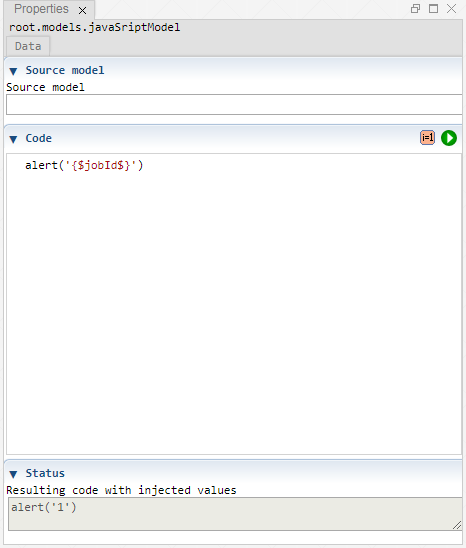 Properties
root.models.javaSriptModel
Data
Source model
Source model
Code
i=1
alert('{$jobId$}')
Status
Resulting code with injected values
alert('1')